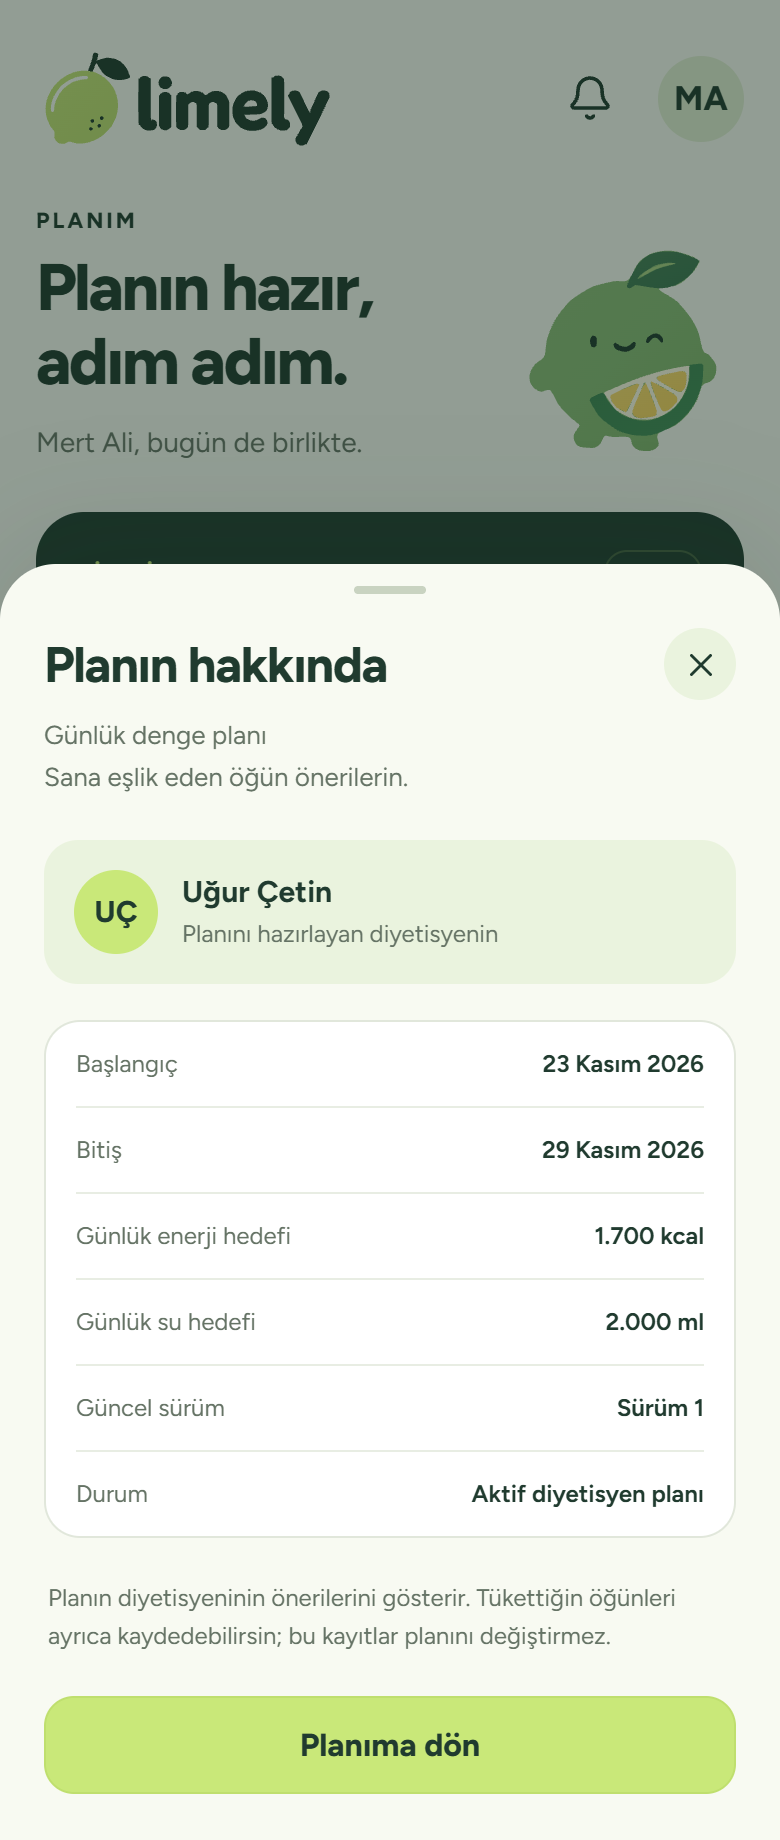 limely
MA
PLANIM
Planın hazır,
adım adım.
Mert Ali, bugün de birlikte.
Planın hakkında
Günlük denge planı
Sana eşlik eden öğün önerilerin.
UÇ
Uğur Çetin
Planını hazırlayan diyetisyenin
Başlangıç 23 Kasım 2026
Bitiş 29 Kasım 2026
Günlük enerji hedefi 1.700 kcal
Günlük su hedefi 2.000 ml
Güncel sürüm Sürüm 1
Durum Aktif diyetisyen planı
Planın diyetisyeninin önerilerini gösterir. Tükettiğin öğünleri
ayrıca kaydedebilirsin; bu kayıtlar planını değiştirmez.
Planıma dön